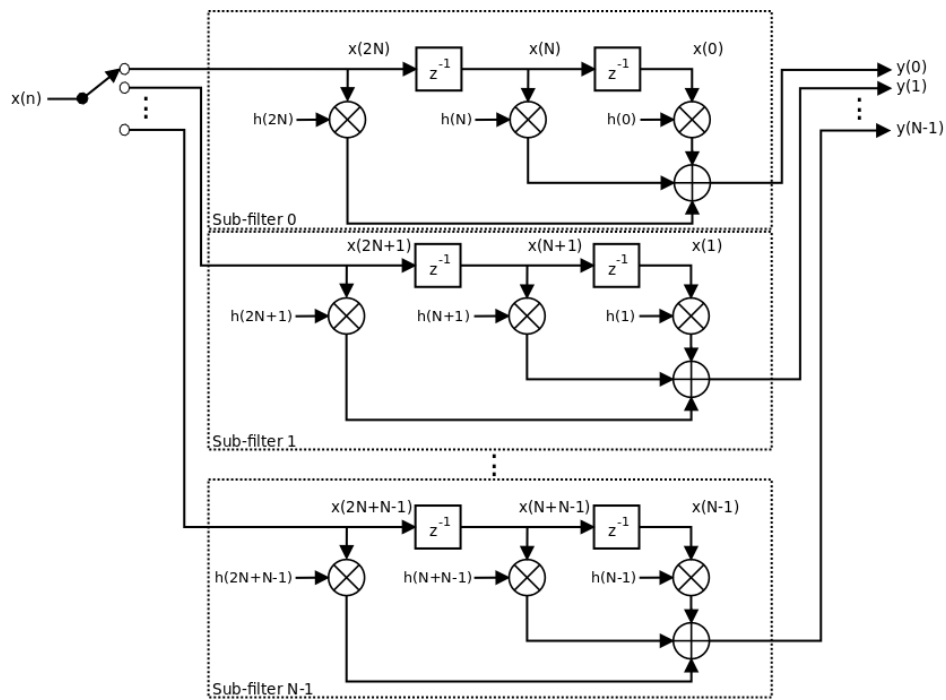 x(n)
x(2N) x(N) x(0)
z-1 z-1
h(2N) h(N) h(0)
Sub-filter 0
y(0)
y(1)
y(N-1)
x(2N+1) x(N+1) x(1)
z-1 z-1
h(2N+1) h(N+1) h(1)
Sub-filter 1
x(2N+N-1) x(N+N-1) x(N-1)
z-1 z-1
h(2N+N-1) h(N+N-1) h(N-1)
Sub-filter N-1